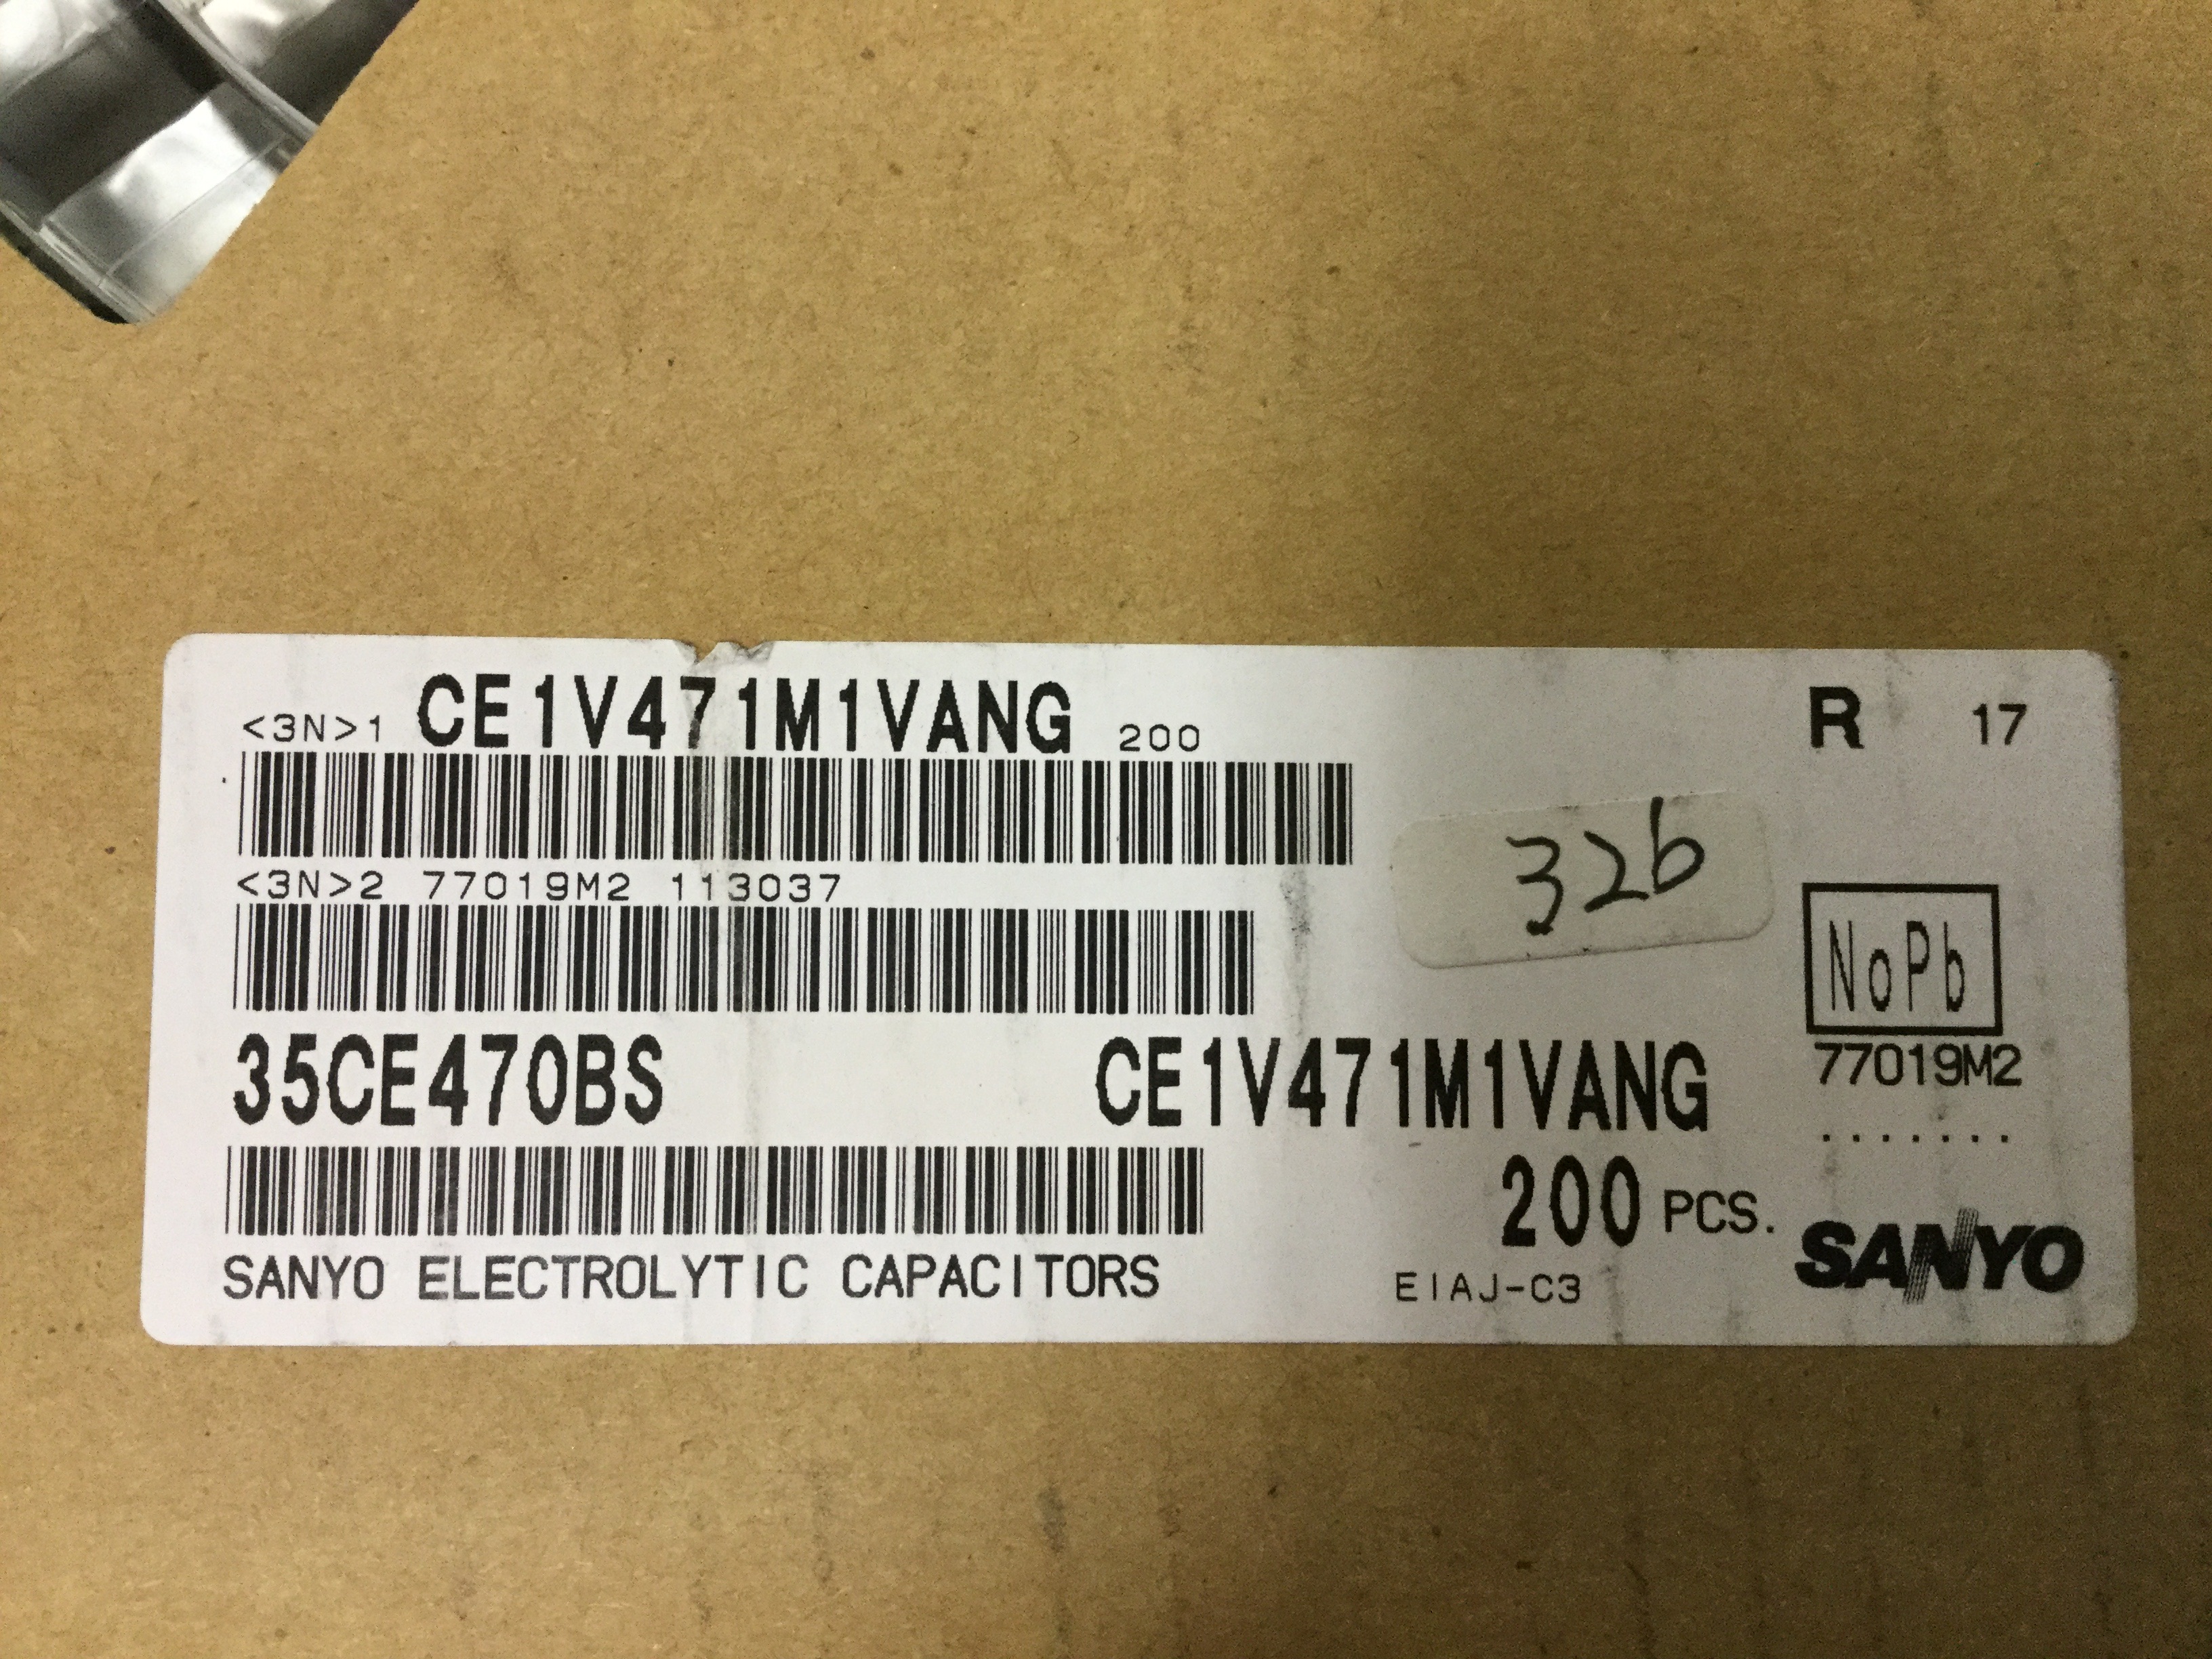 <3N>1 CE1V471M1VANG 200
R 17
326
<3N>2 77019M2 113037
NoPb
77019M2
35CE470BS CE1V471M1VANG
.......
200 PCS.
SANYO
SANYO ELECTROLYTIC CAPACITORS
EIAJ-C3